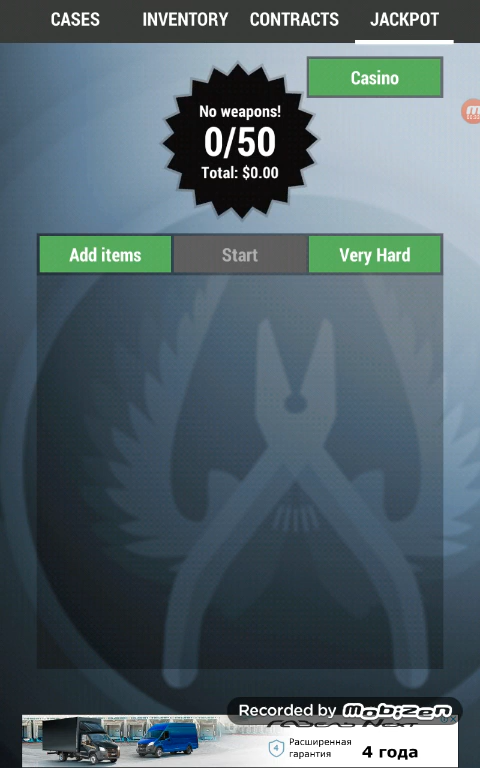 CASES INVENTORY CONTRACTS JACKPOT
Casino
No weapons!
0/50
Total: $0.00
Add items Start Very Hard
Recorded by Mobizen
4 Расширенная
гарантия
4 года